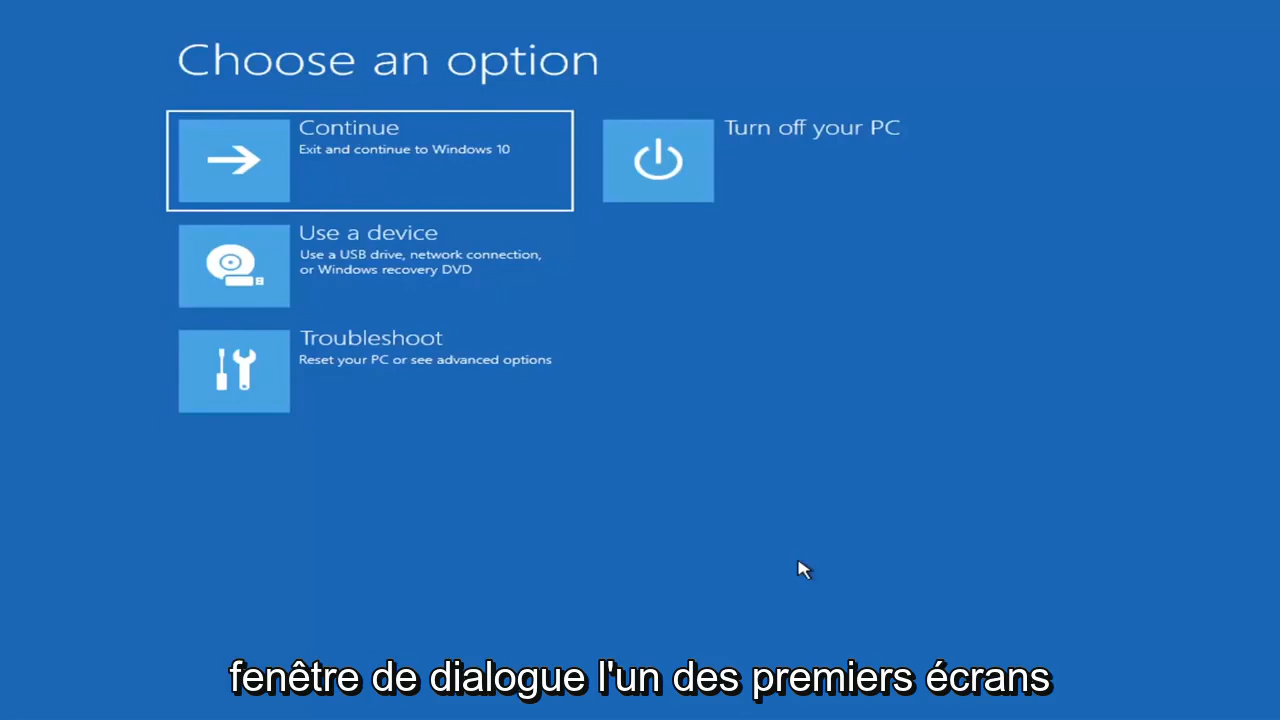 Choose an option
Continue
Exit and continue to Windows 10
Turn off your PC
Use a device
Use a USB drive, network connection,
or Windows recovery DVD
Troubleshoot
Reset your PC or see advanced options
fenêtre de dialogue l'un des premiers écrans